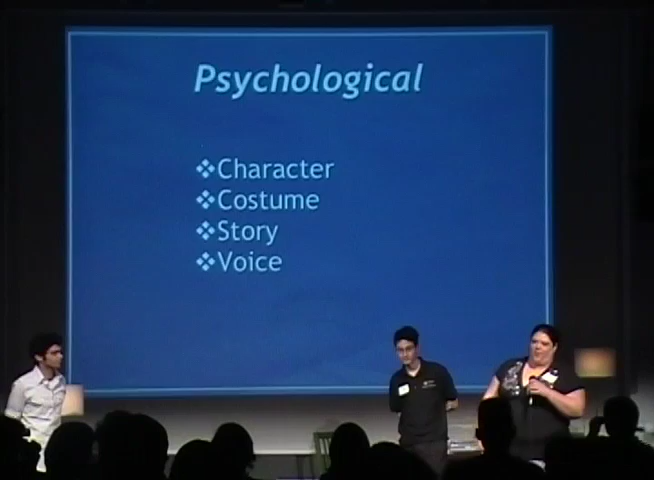 Psychological
❖Character
❖Costume
❖Story
❖Voice